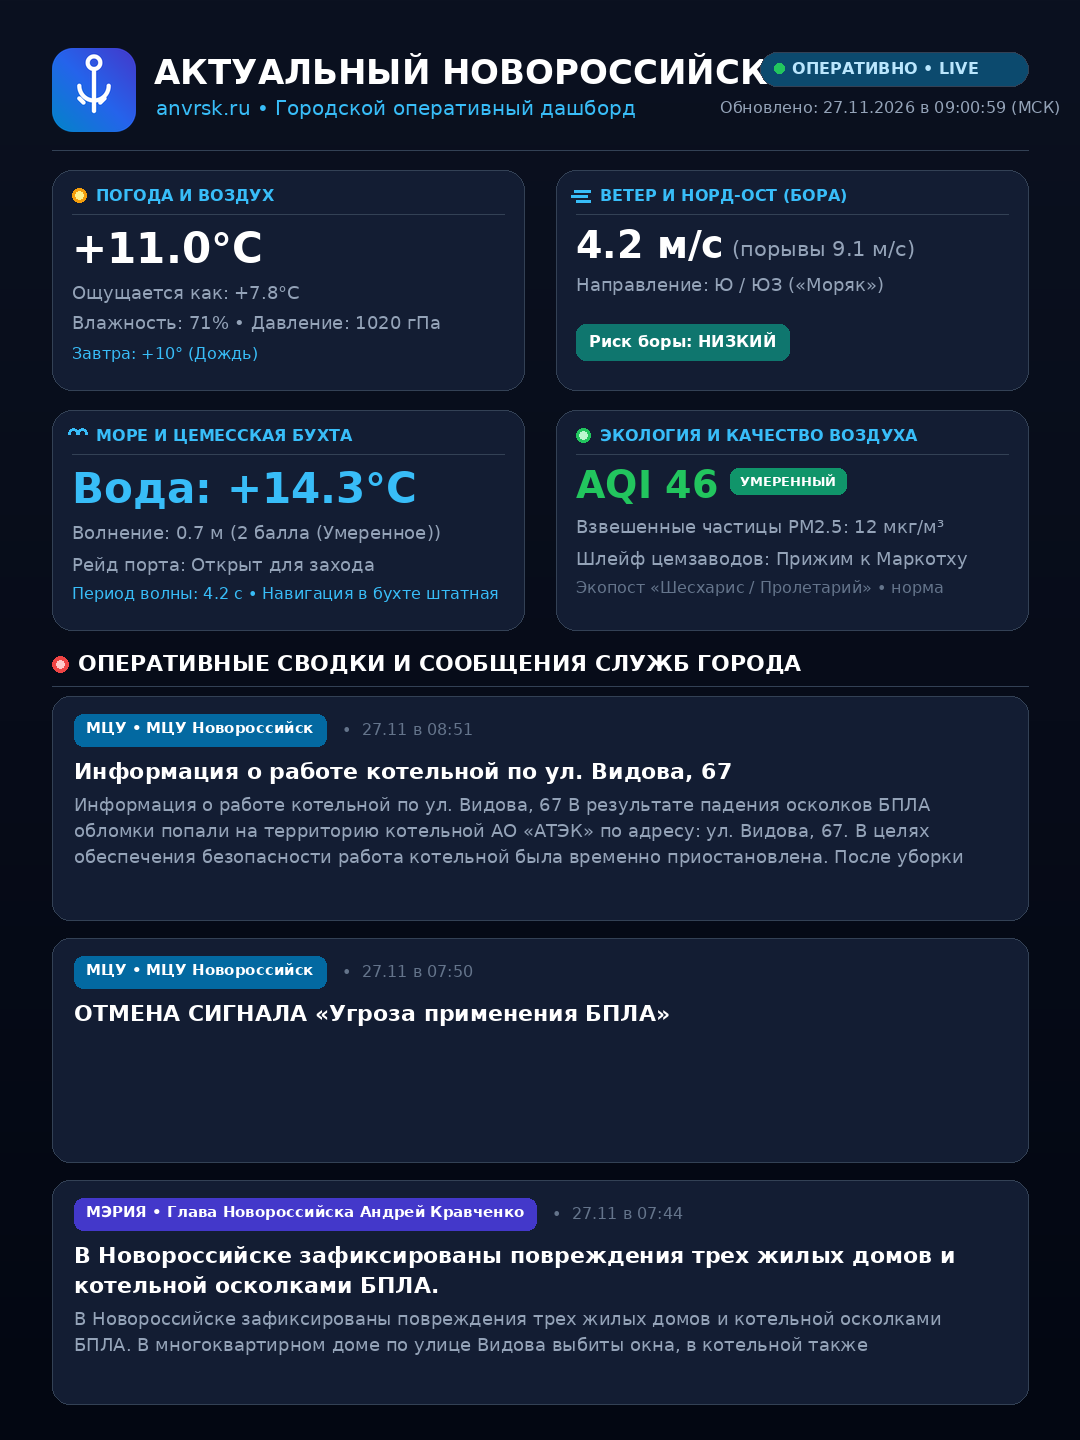 АКТУАЛЬНЫЙ НОВОРОССИЙСК
ОПЕРАТИВНО • LIVE
anvrsk.ru • Городской оперативный дашборд
Обновлено: 27.11.2026 в 09:00:59 (МСК)
ПОГОДА И ВОЗДУХ
+11.0°C
Ощущается как: +7.8°C
Влажность: 71% • Давление: 1020 гПа
Завтра: +10° (Дождь)
ВЕТЕР И НОРД-ОСТ (БОРА)
4.2 м/с (порывы 9.1 м/с)
Направление: Ю / ЮЗ («Моряк»)
Риск боры: НИЗКИЙ
МОРЕ И ЦЕМЕССКАЯ БУХТА
Вода: +14.3°C
Волнение: 0.7 м (2 балла (Умеренное))
Рейд порта: Открыт для захода
Период волны: 4.2 с • Навигация в бухте штатная
ЭКОЛОГИЯ И КАЧЕСТВО ВОЗДУХА
AQI 46 УМЕРЕННЫЙ
Взвешенные частицы PM2.5: 12 мкг/м³
Шлейф цемзаводов: Прижим к Маркотху
Экопост «Шесхарис / Пролетарий» • норма
ОПЕРАТИВНЫЕ СВОДКИ И СООБЩЕНИЯ СЛУЖБ ГОРОДА
МЦУ • МЦУ Новороссийск • 27.11 в 08:51
Информация о работе котельной по ул. Видова, 67
Информация о работе котельной по ул. Видова, 67 В результате падения осколков БПЛА
обломки попали на территорию котельной АО «АТЭК» по адресу: ул. Видова, 67. В целях
обеспечения безопасности работа котельной была временно приостановлена. После уборки
МЦУ • МЦУ Новороссийск • 27.11 в 07:50
ОТМЕНА СИГНАЛА «Угроза применения БПЛА»
МЭРИЯ • Глава Новороссийска Андрей Кравченко • 27.11 в 07:44
В Новороссийске зафиксированы повреждения трех жилых домов и
котельной осколками БПЛА.
В Новороссийске зафиксированы повреждения трех жилых домов и котельной осколками
БПЛА. В многоквартирном доме по улице Видова выбиты окна, в котельной также